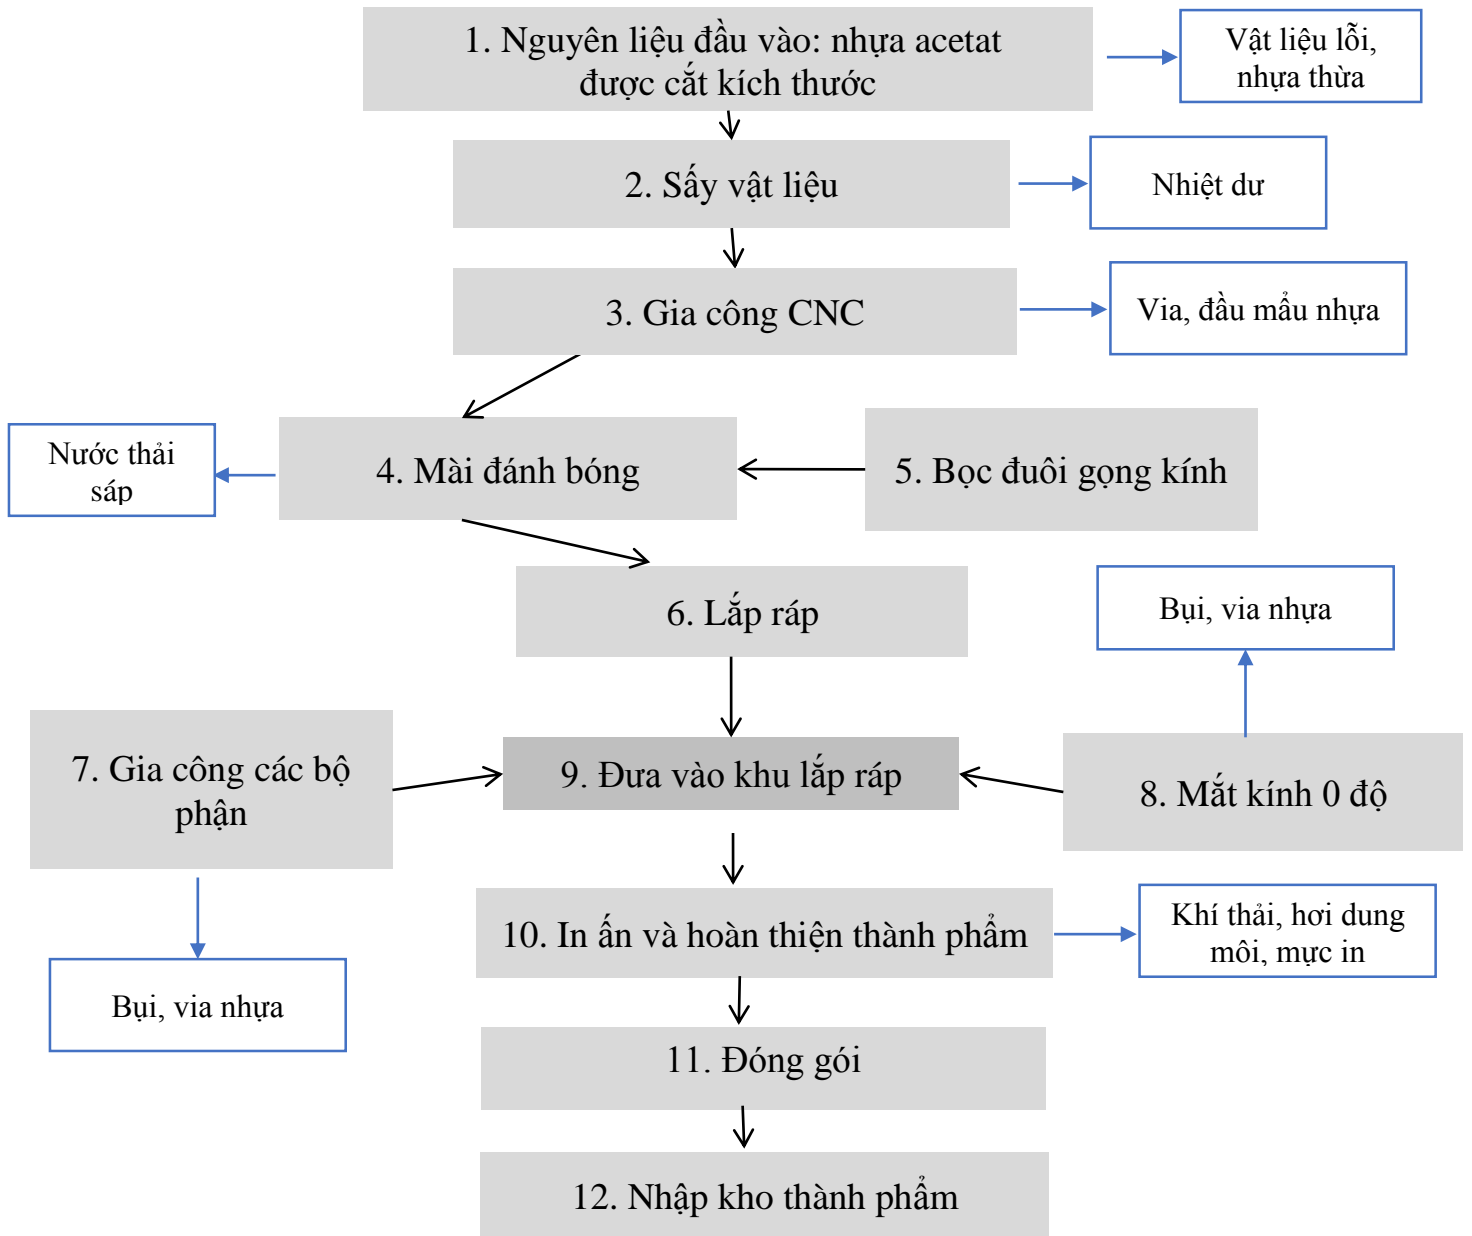 1. Nguyên liệu đầu vào: nhựa acetat
được cắt kích thước
Vật liệu lỗi,
nhựa thừa
2. Sấy vật liệu
Nhiệt dư
3. Gia công CNC
Via, đầu mẩu nhựa
Nước thải
sáp
4. Mài đánh bóng
5. Bọc đuôi gọng kính
6. Lắp ráp
Bụi, via nhựa
7. Gia công các bộ
phận
9. Đưa vào khu lắp ráp
8. Mắt kính 0 độ
Bụi, via nhựa
10. In ấn và hoàn thiện thành phẩm
Khí thải, hơi dung
môi, mực in
11. Đóng gói
12. Nhập kho thành phẩm